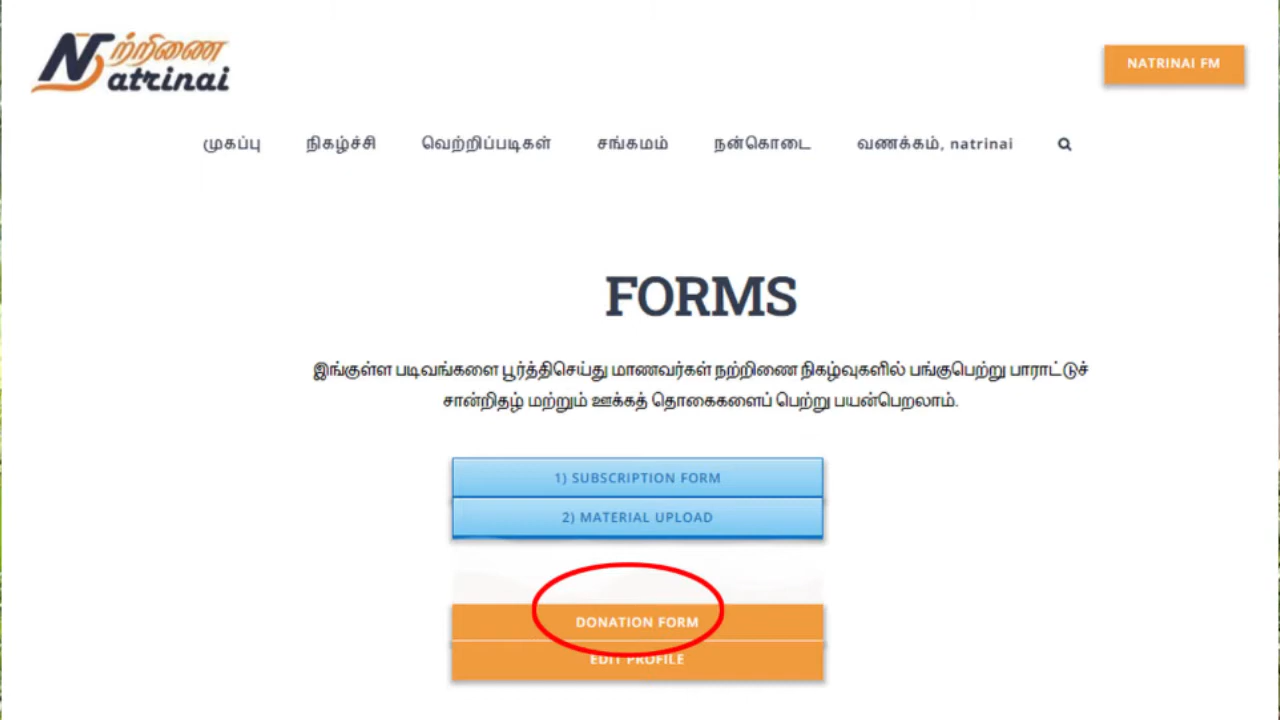 நற்றிணை
Natrinai
NATRINAI FM
முகப்பு நிகழ்ச்சி வெற்றிப்படிகள் சங்கமம் நன்கொடை வணக்கம், natrinai
FORMS
இங்குள்ள படிவங்களை பூர்த்திசெய்து மாணவர்கள் நற்றிணை நிகழ்வுகளில் பங்குபெற்று பாராட்டுச்
சான்றிதழ் மற்றும் ஊக்கத் தொகைகளைப் பெற்று பயன்பெறலாம்.
1) SUBSCRIPTION FORM
2) MATERIAL UPLOAD
DONATION FORM
EDIT PROFILE